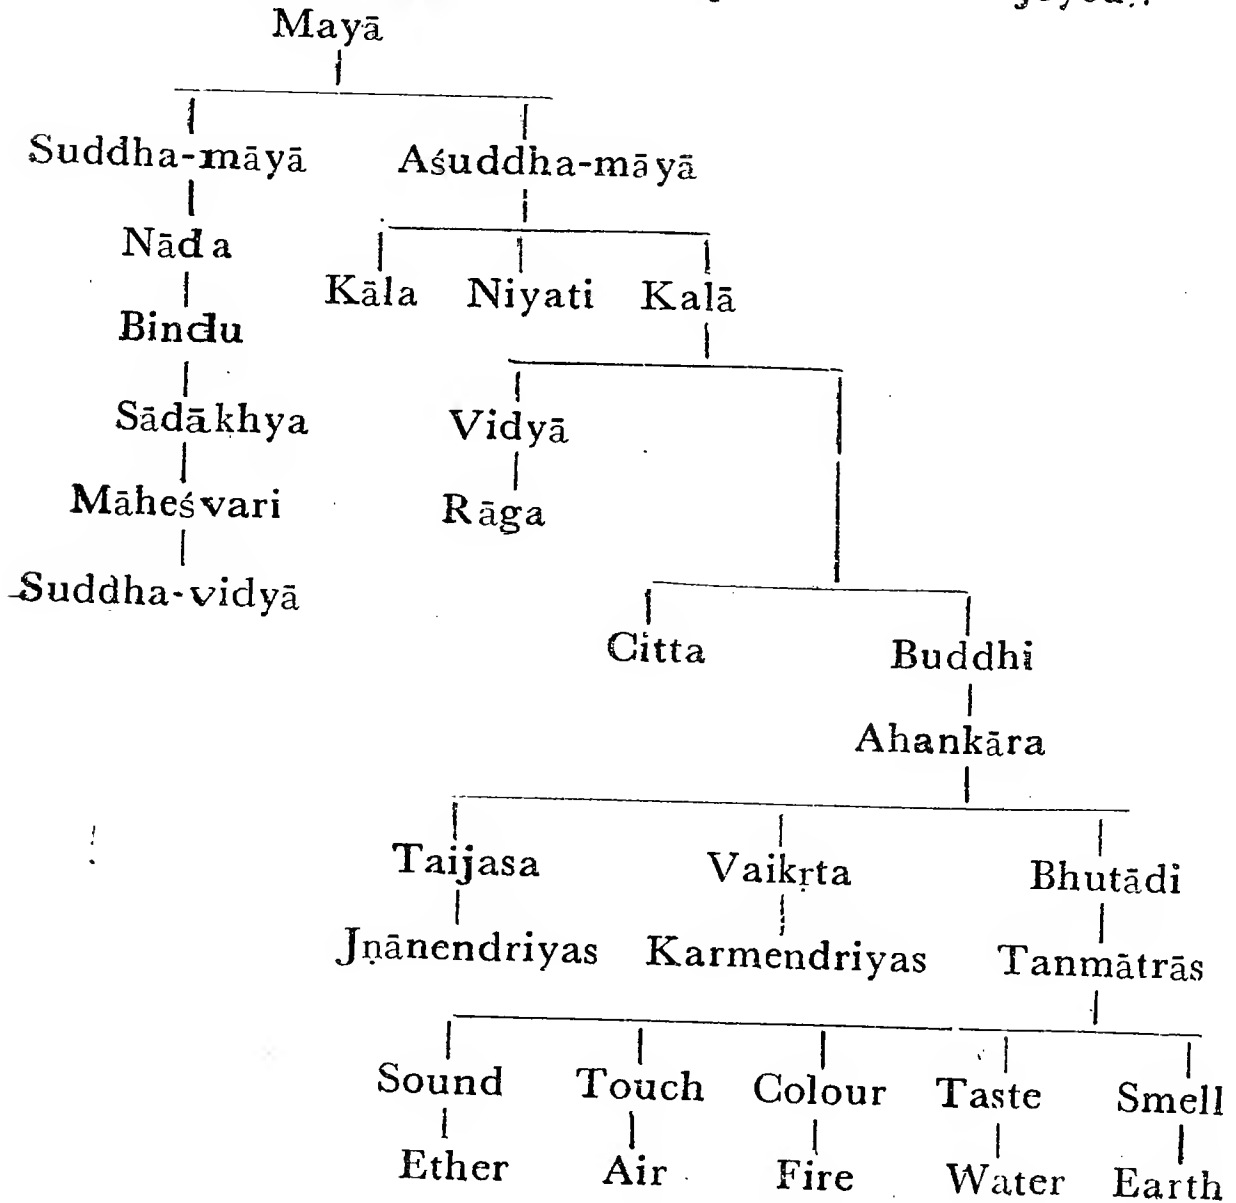 Mayā
Suddha-māyā Aśuddha-māyā
Nāda
Kāla Niyati Kalā
Bindu
Sādākhya Vidyā
Māheśvari Rāga
Suddha-vidyā
Citta Buddhi
Ahankāra
Taijasa Vaikṛta Bhutādi
Jṇānendriyas Karmendriyas Tanmātrās
Sound Touch Colour Taste Smell
Ether Air Fire Water Earth